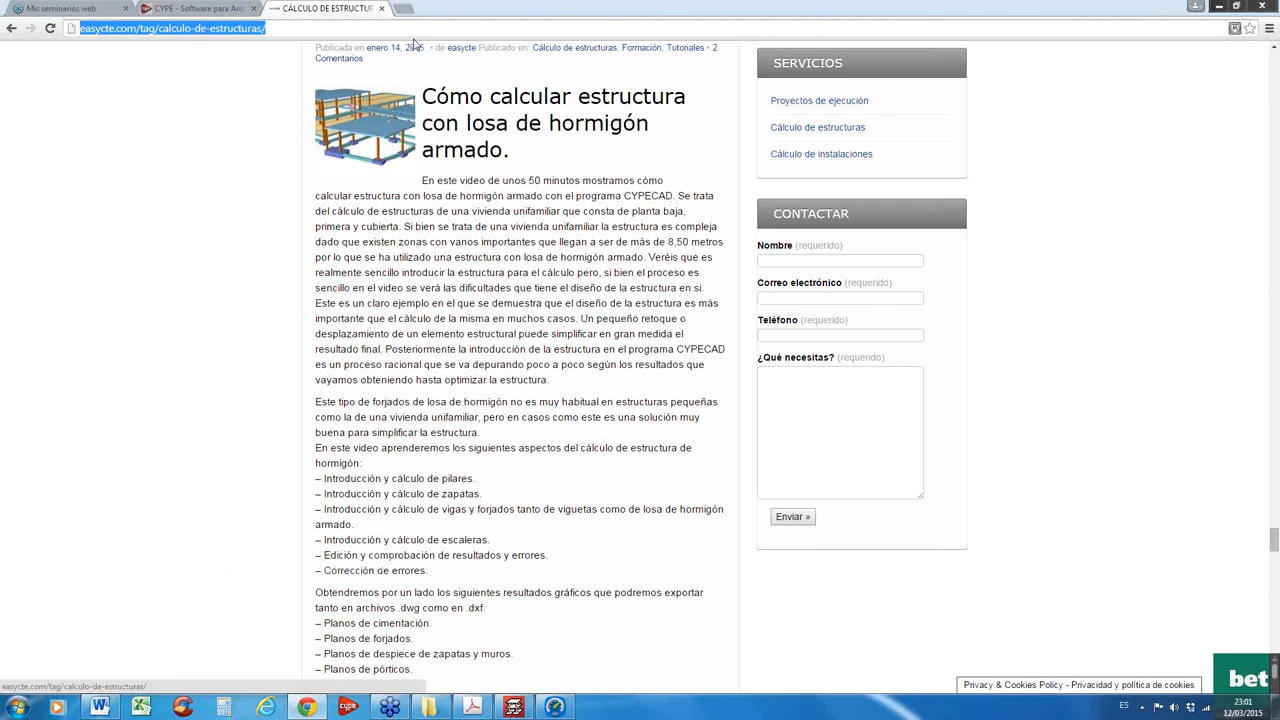 Mis seminarios web
CYPE - Software para Arq
CÁLCULO DE ESTRUCTUR
easycte.com/tag/calculo-de-estructuras/
Publicada en enero 14, 2015 • de easycte Publicado en: Cálculo de estructuras, Formación, Tutoriales • 2
Comentarios
Cómo calcular estructura
con losa de hormigón
armado.
En este video de unos 50 minutos mostramos cómo
calcular estructura con losa de hormigón armado con el programa CYPECAD. Se trata
del cálculo de estructuras de una vivienda unifamiliar que consta de planta baja,
primera y cubierta. Si bien se trata de una vivienda unifamiliar la estructura es compleja
dado que existen zonas con vanos importantes que llegan a ser de más de 8,50 metros
por lo que se ha utilizado una estructura con losa de hormigón armado. Veréis que es
realmente sencillo introducir la estructura para el cálculo pero, si bien el proceso es
sencillo en el video se verá las dificultades que tiene el diseño de la estructura en si.
Este es un claro ejemplo en el que se demuestra que el diseño de la estructura es más
importante que el cálculo de la misma en muchos casos. Un pequeño retoque o
desplazamiento de un elemento estructural puede simplificar en gran medida el
resultado final. Posteriormente la introducción de la estructura en el programa CYPECAD
es un proceso racional que se va depurando poco a poco según los resultados que
vayamos obteniendo hasta optimizar la estructura.
Este tipo de forjados de losa de hormigón no es muy habitual en estructuras pequeñas
como la de una vivienda unifamiliar, pero en casos como este es una solución muy
buena para simplificar la estructura.
En este video aprenderemos los siguientes aspectos del cálculo de estructura de
hormigón:
– Introducción y cálculo de pilares.
– Introducción y cálculo de zapatas.
– Introducción y cálculo de vigas y forjados tanto de viguetas como de losa de hormigón
armado.
– Introducción y cálculo de escaleras.
– Edición y comprobación de resultados y errores.
– Corrección de errores.
Obtendremos por un lado los siguientes resultados gráficos que podremos exportar
tanto en archivos .dwg como en .dxf.
– Planos de cimentación.
– Planos de forjados.
– Planos de despiece de zapatas y muros.
– Planos de pórticos.
SERVICIOS
Proyectos de ejecución
Cálculo de estructuras
Cálculo de instalaciones
CONTACTAR
Nombre (requerido)
Correo electrónico (requerido)
Teléfono (requerido)
¿Qué necesitas? (requerido)
Enviar »
bet
Privacy & Cookies Policy - Privacidad y política de cookies
easycte.com/tag/calculo-de-estructuras/
cype
ES
23:01
12/03/2015